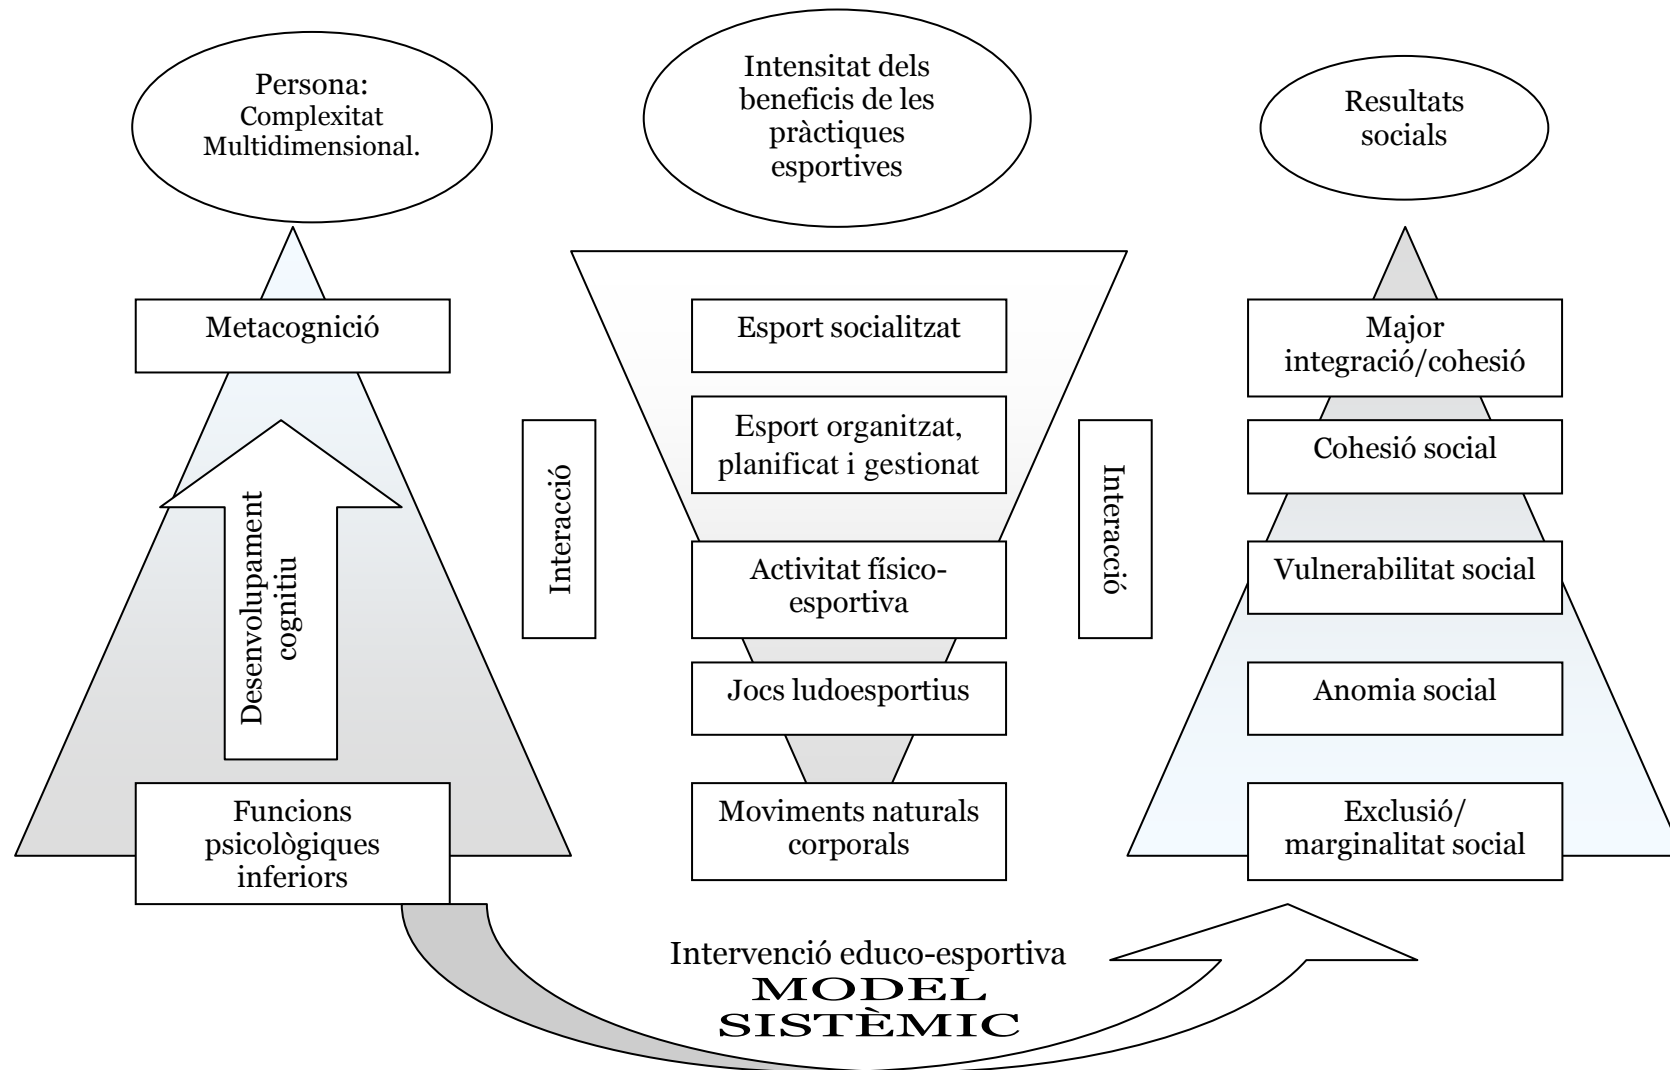 Persona:
Complexitat
Multidimensional.
Intensitat dels
beneficis de les
pràctiques
esportives
Resultats
socials
Metacognició
Desenvolupament
cognitiu
Funcions
psicològiques
inferiors
Interacció
Esport socialitzat
Esport organitzat,
planificat i gestionat
Activitat físico-
esportiva
Jocs ludoesportius
Moviments naturals
corporals
Interacció
Major
integració/cohesió
Cohesió social
Vulnerabilitat social
Anomia social
Exclusió/
marginalitat social
Intervenció educo-esportiva
MODEL
SISTÈMIC